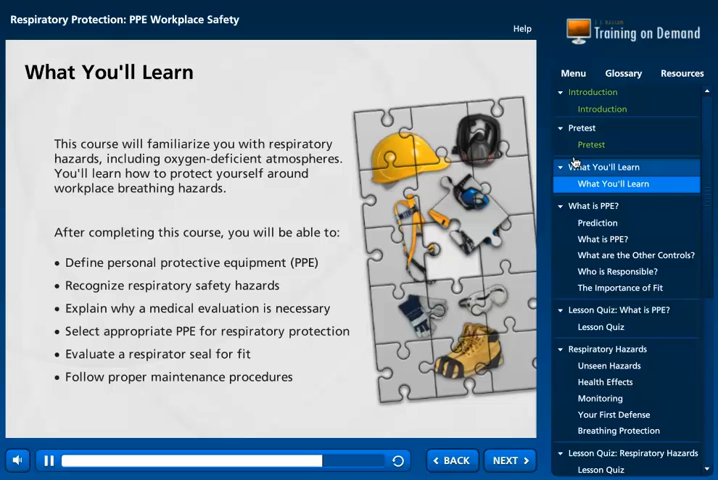 Respiratory Protection: PPE Workplace Safety
Help
Training on Demand
What You'll Learn
This course will familiarize you with respiratory
hazards, including oxygen-deficient atmospheres.
You'll learn how to protect yourself around
workplace breathing hazards.
After completing this course, you will be able to:
• Define personal protective equipment (PPE)
• Recognize respiratory safety hazards
• Explain why a medical evaluation is necessary
• Select appropriate PPE for respiratory protection
• Evaluate a respirator seal for fit
• Follow proper maintenance procedures
BACK
NEXT
Menu Glossary Resources
Introduction
Introduction
Pretest
Pretest
What You'll Learn
What You'll Learn
What is PPE?
Prediction
What is PPE?
What are the Other Controls?
Who is Responsible?
The Importance of Fit
Lesson Quiz: What is PPE?
Lesson Quiz
Respiratory Hazards
Unseen Hazards
Health Effects
Monitoring
Your First Defense
Breathing Protection
Lesson Quiz: Respiratory Hazards
Lesson Quiz